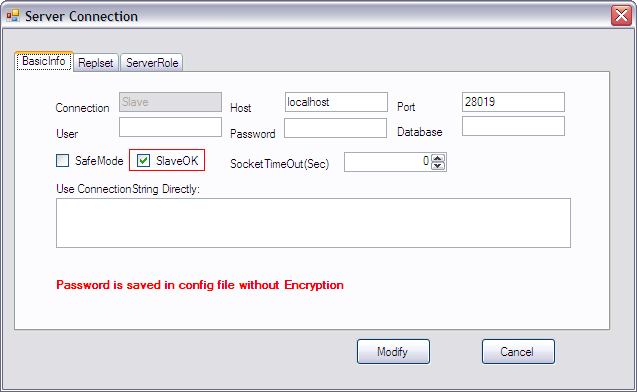 Server Connection
BasicInfo Replset ServerRole
Connection Slave Host localhost Port 28019
User Password Database
SafeMode SlaveOK SocketTimeOut(Sec) 0
Use ConnectionString Directly:
Password is saved in config file without Encryption
Modify Cancel